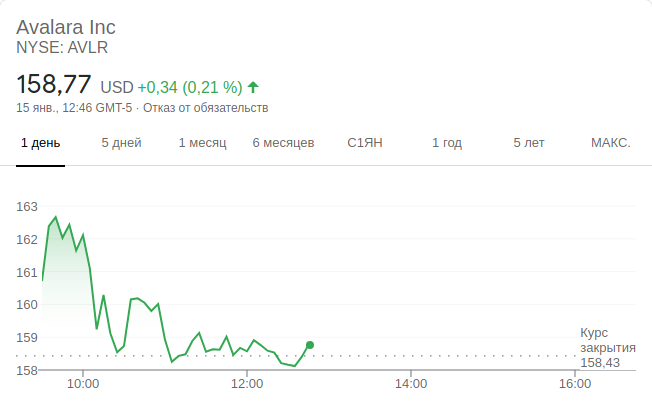 Avalara Inc
NYSE: AVLR
158,77 USD +0,34 (0,21 %)
15 янв., 12:46 GMT-5 · Отказ от обязательств
1 день 5 дней 1 месяц 6 месяцев С1ЯН 1 год 5 лет МАКС.
163
162
161
160
159
158
Курс
закрытия
158,43
10:00 12:00 14:00 16:00